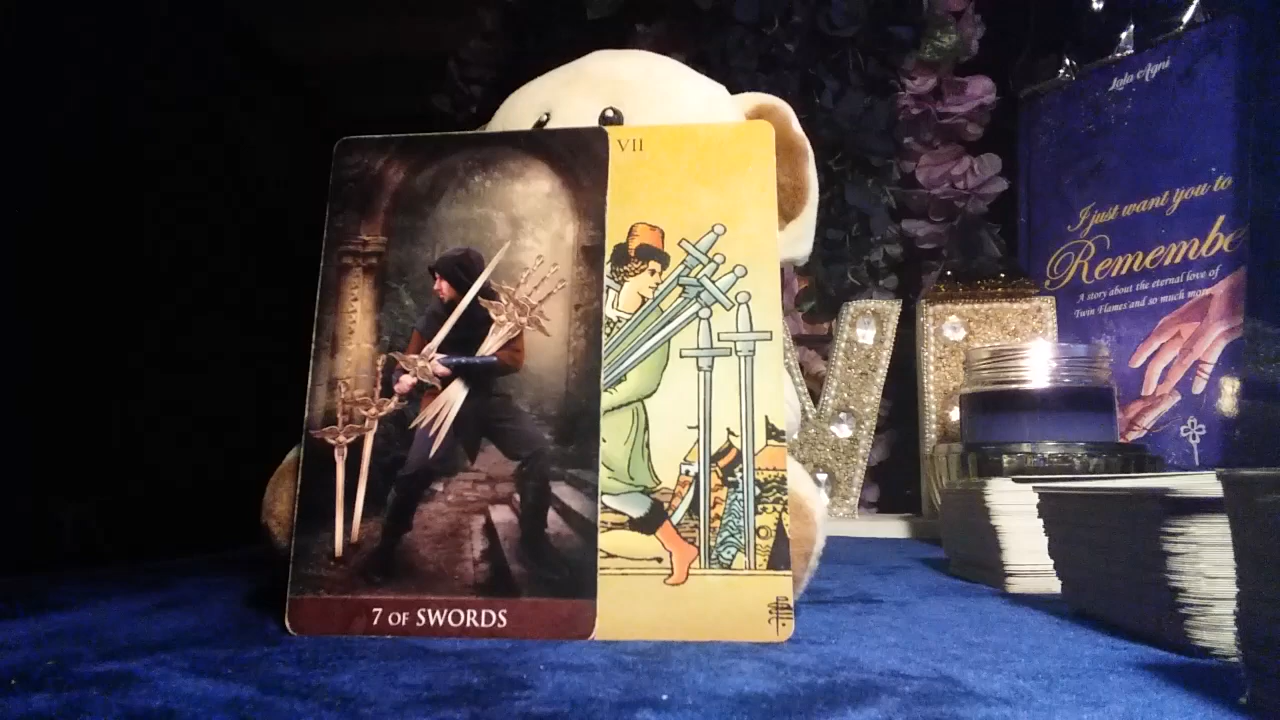 VII
7 OF SWORDS
Lala Agni
I just want you to
Remembe
A story about the eternal love of
Twin Flames and so much more